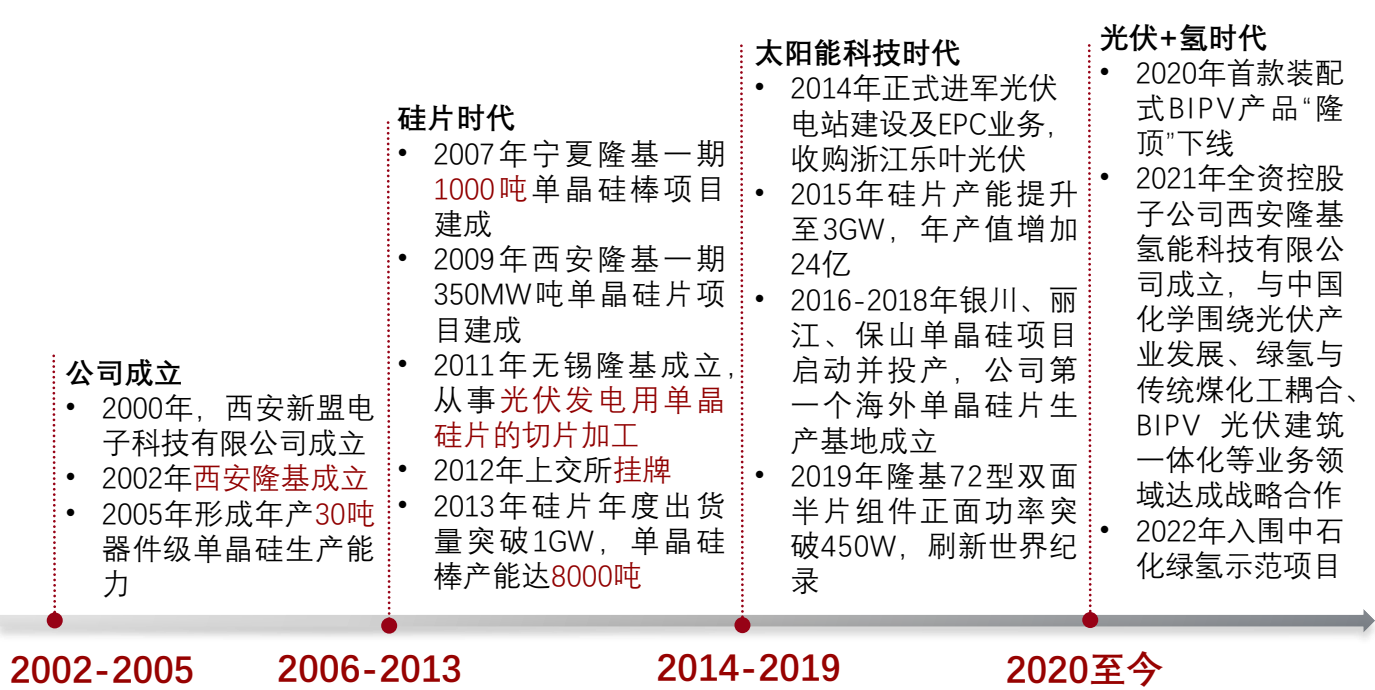 公司成立
• 2000年，西安新盟电
子科技有限公司成立
• 2002年西安隆基成立
• 2005年形成年产30吨
器件级单晶硅生产能
力
硅片时代
• 2007年宁夏隆基一期
1000吨单晶硅棒项目
建成
• 2009年西安隆基一期
350MW吨单晶硅片项
目建成
• 2011年无锡隆基成立，
从事光伏发电用单晶
硅片的切片加工
• 2012年上交所挂牌
• 2013年硅片年度出货
量突破1GW，单晶硅
棒产能达8000吨
太阳能科技时代
• 2014年正式进军光伏
电站建设及EPC业务，
收购浙江乐叶光伏
• 2015年硅片产能提升
至3GW，年产值增加
24亿
• 2016-2018年银川、丽
江、保山单晶硅项目
启动并投产，公司第
一个海外单晶硅片生
产基地成立
• 2019年隆基72型双面
半片组件正面功率突
破450W，刷新世界纪
录
光伏+氢时代
• 2020年首款装配
式BIPV产品“隆
顶”下线
• 2021年全资控股
子公司西安隆基
氢能科技有限公
司成立，与中国
化学围绕光伏产
业发展、绿氢与
传统煤化工耦合、
BIPV 光伏建筑
一体化等业务领
域达成战略合作
• 2022年入围中石
化绿氢示范项目
2002-2005
2006-2013
2014-2019
2020至今